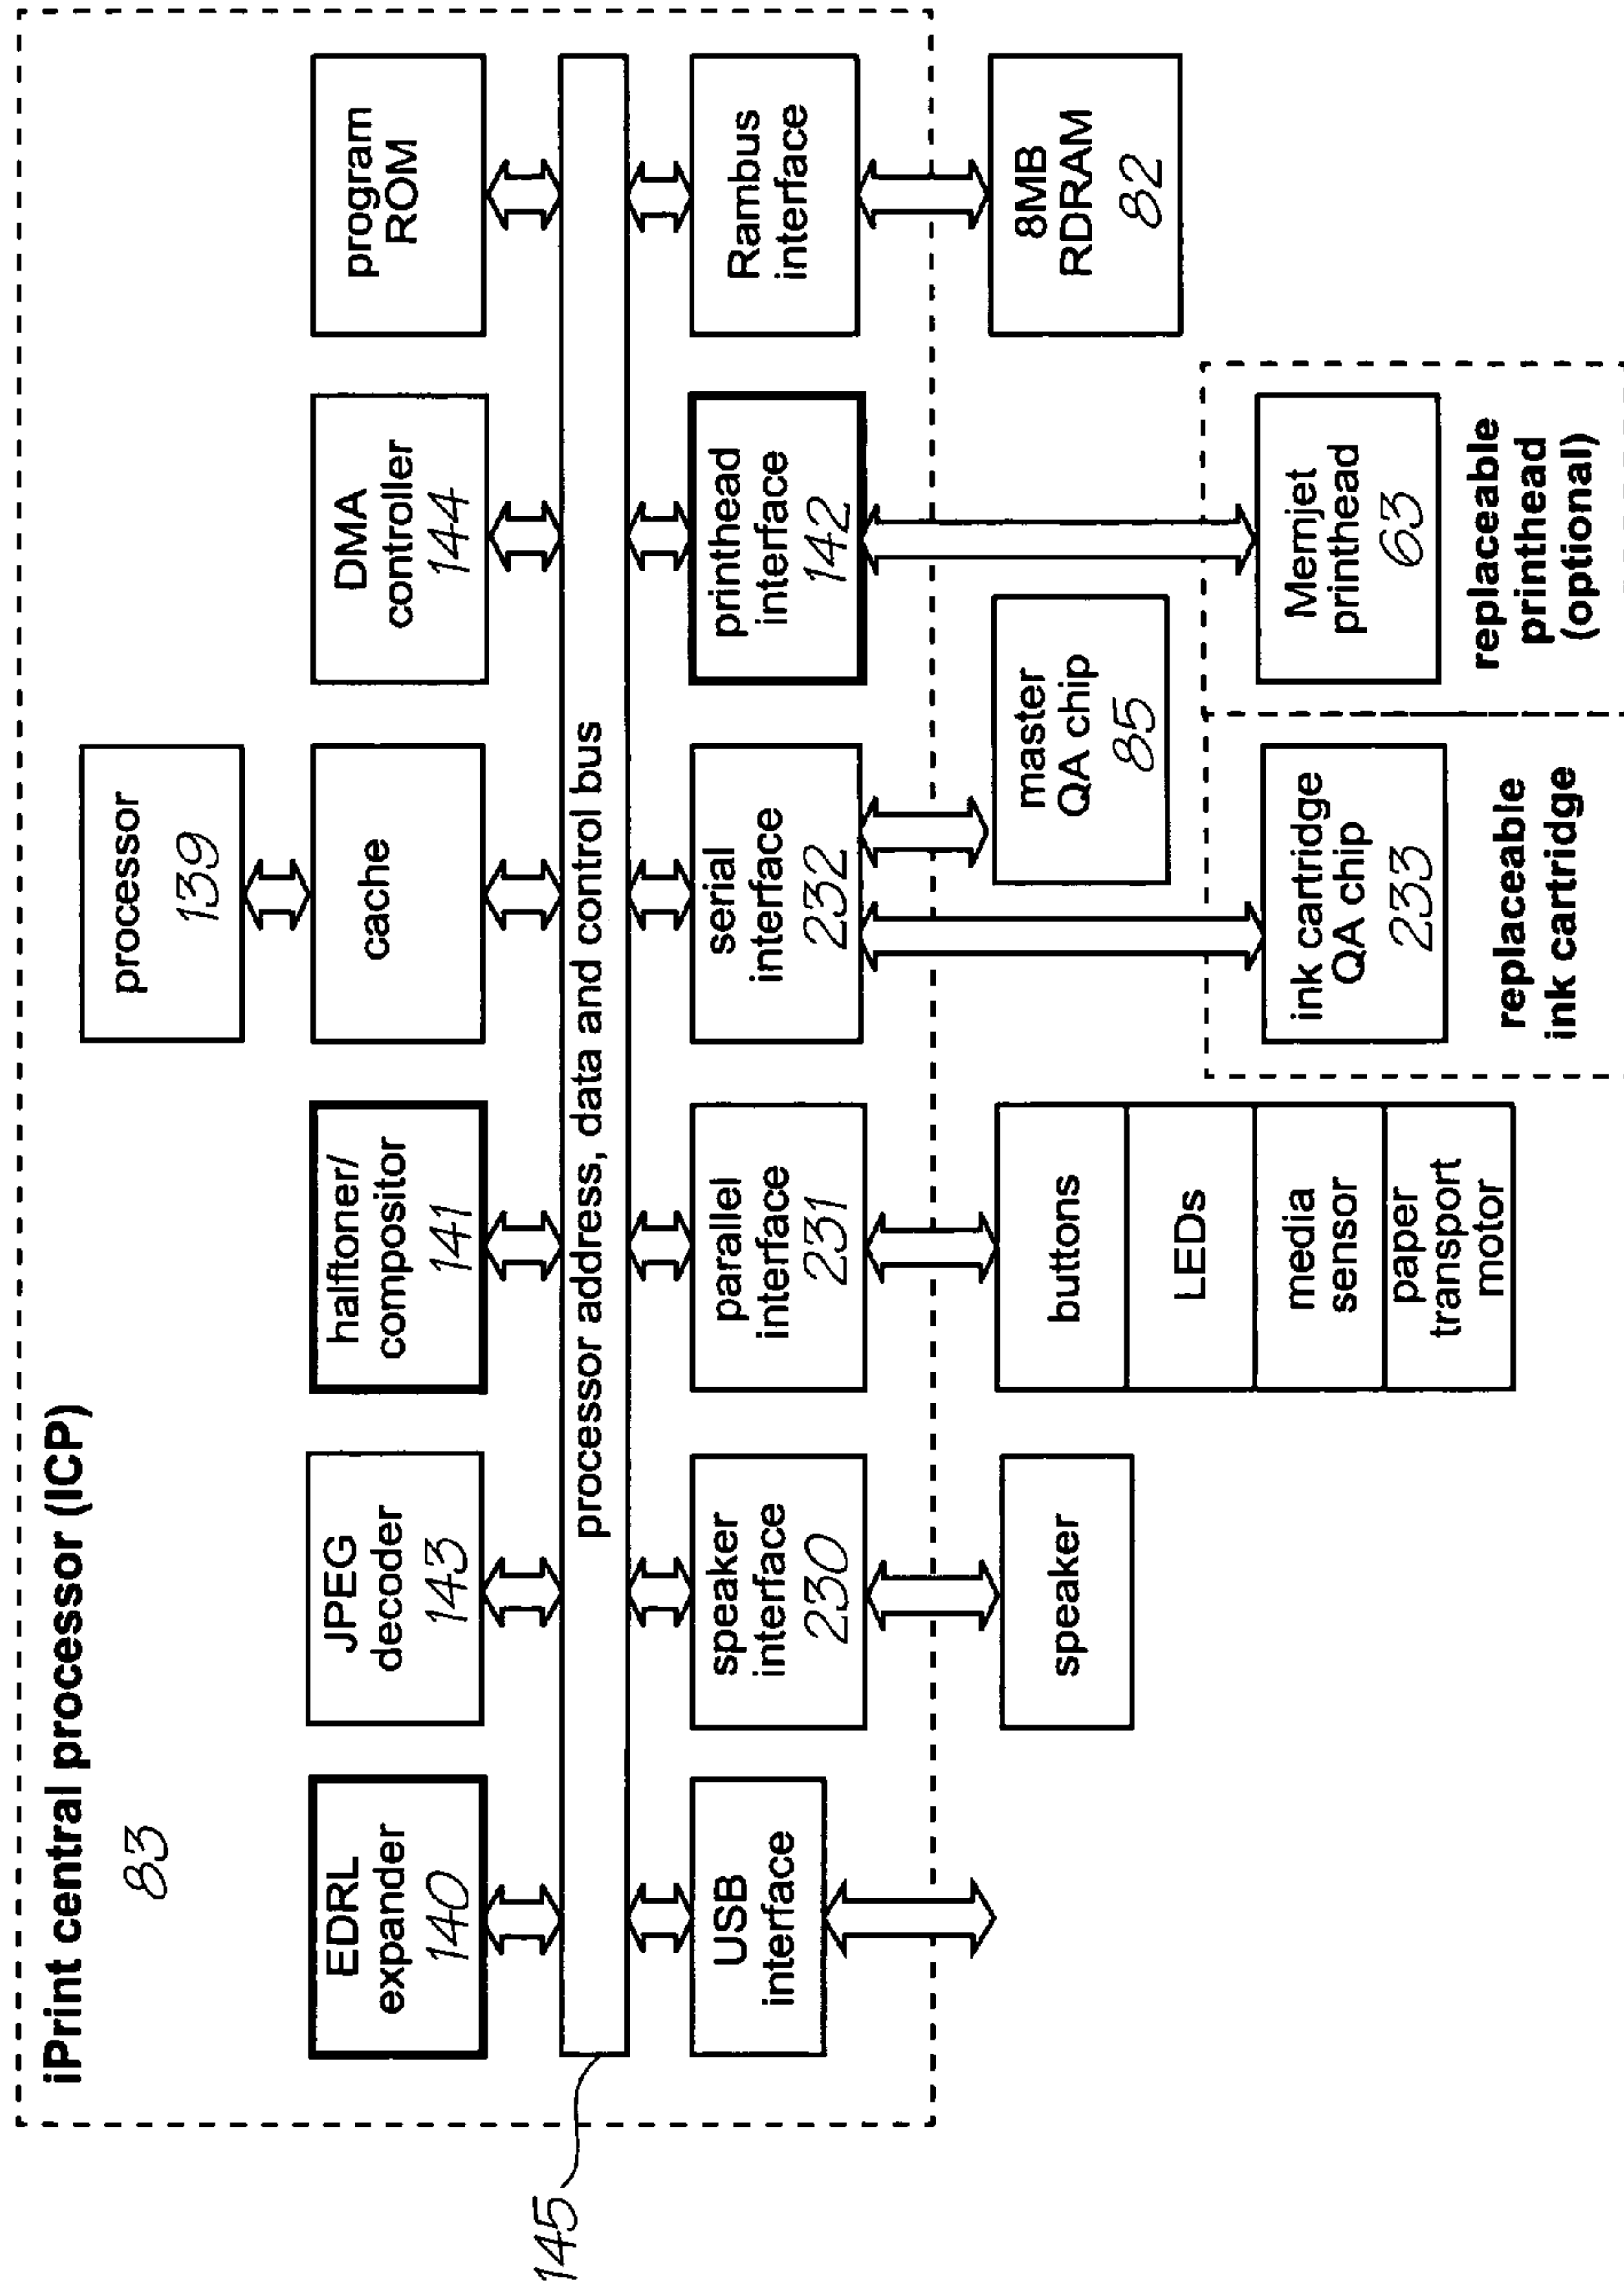 iPrint central processor (ICP)
83
processor
139
EDRL
expander
140
JPEG
decoder
143
halftoner/
compositor
141
cache
DMA
controller
144
program
ROM
processor address, data and control bus
145
USB
interface
speaker
interface
230
parallel
interface
231
serial
interface
232
printhead
interface
142
Rambus
interface
speaker
buttons
LEDs
media
sensor
paper
transport
motor
master
QA chip
85
8MB
RDRAM
82
ink cartridge
QA chip
233
replaceable
ink cartridge
Memjet
printhead
63
replaceable
printhead
(optional)